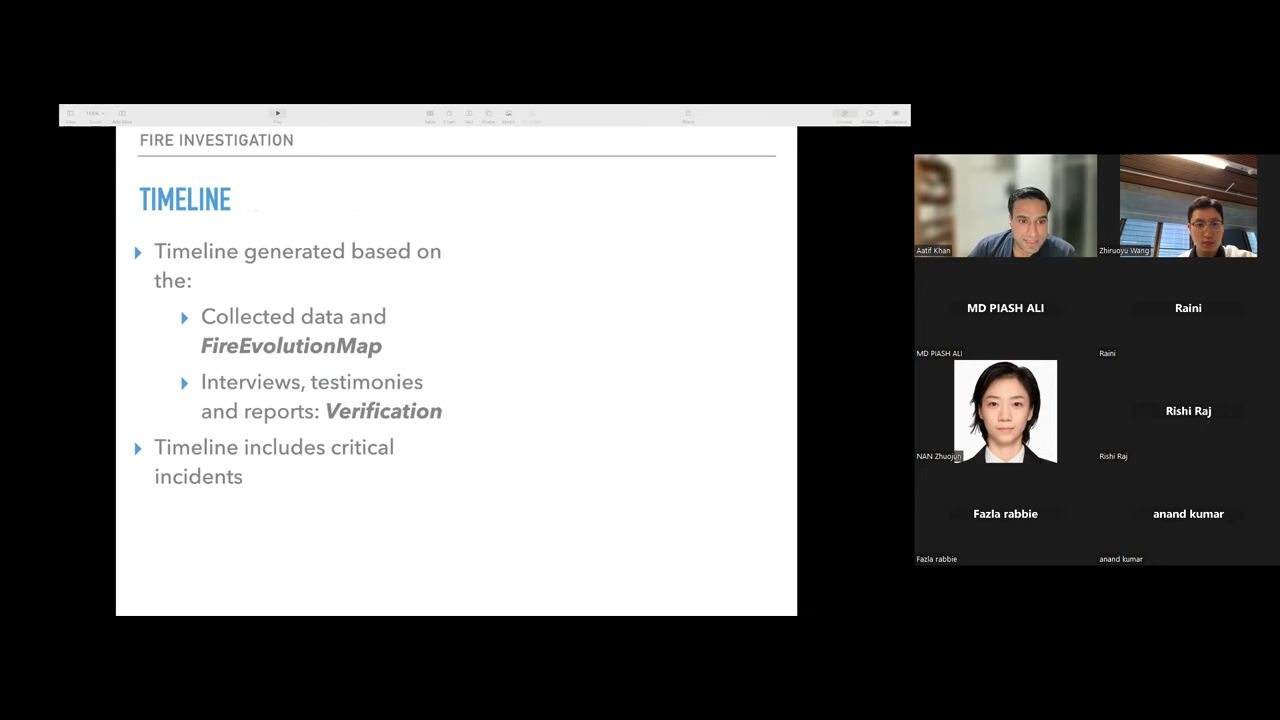 FIRE INVESTIGATION
TIMELINE
Timeline generated based on
the:
Collected data and
FireEvolutionMap
Interviews, testimonies
and reports: Verification
Timeline includes critical
incidents
Aatif Khan
Zhiruoyu Wang
MD PIASH ALI
Raini
MD PIASH ALI
Raini
Rishi Raj
NAN Zhuojun
Rishi Raj
Fazla rabbie
anand kumar
Fazla rabbie
anand kumar